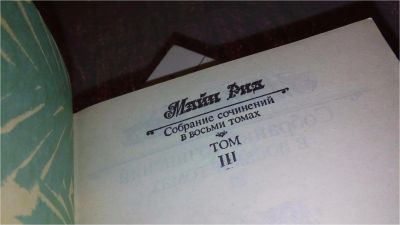 Майн Рид
Собрание сочинений
в восьми томах
ТОМ
III